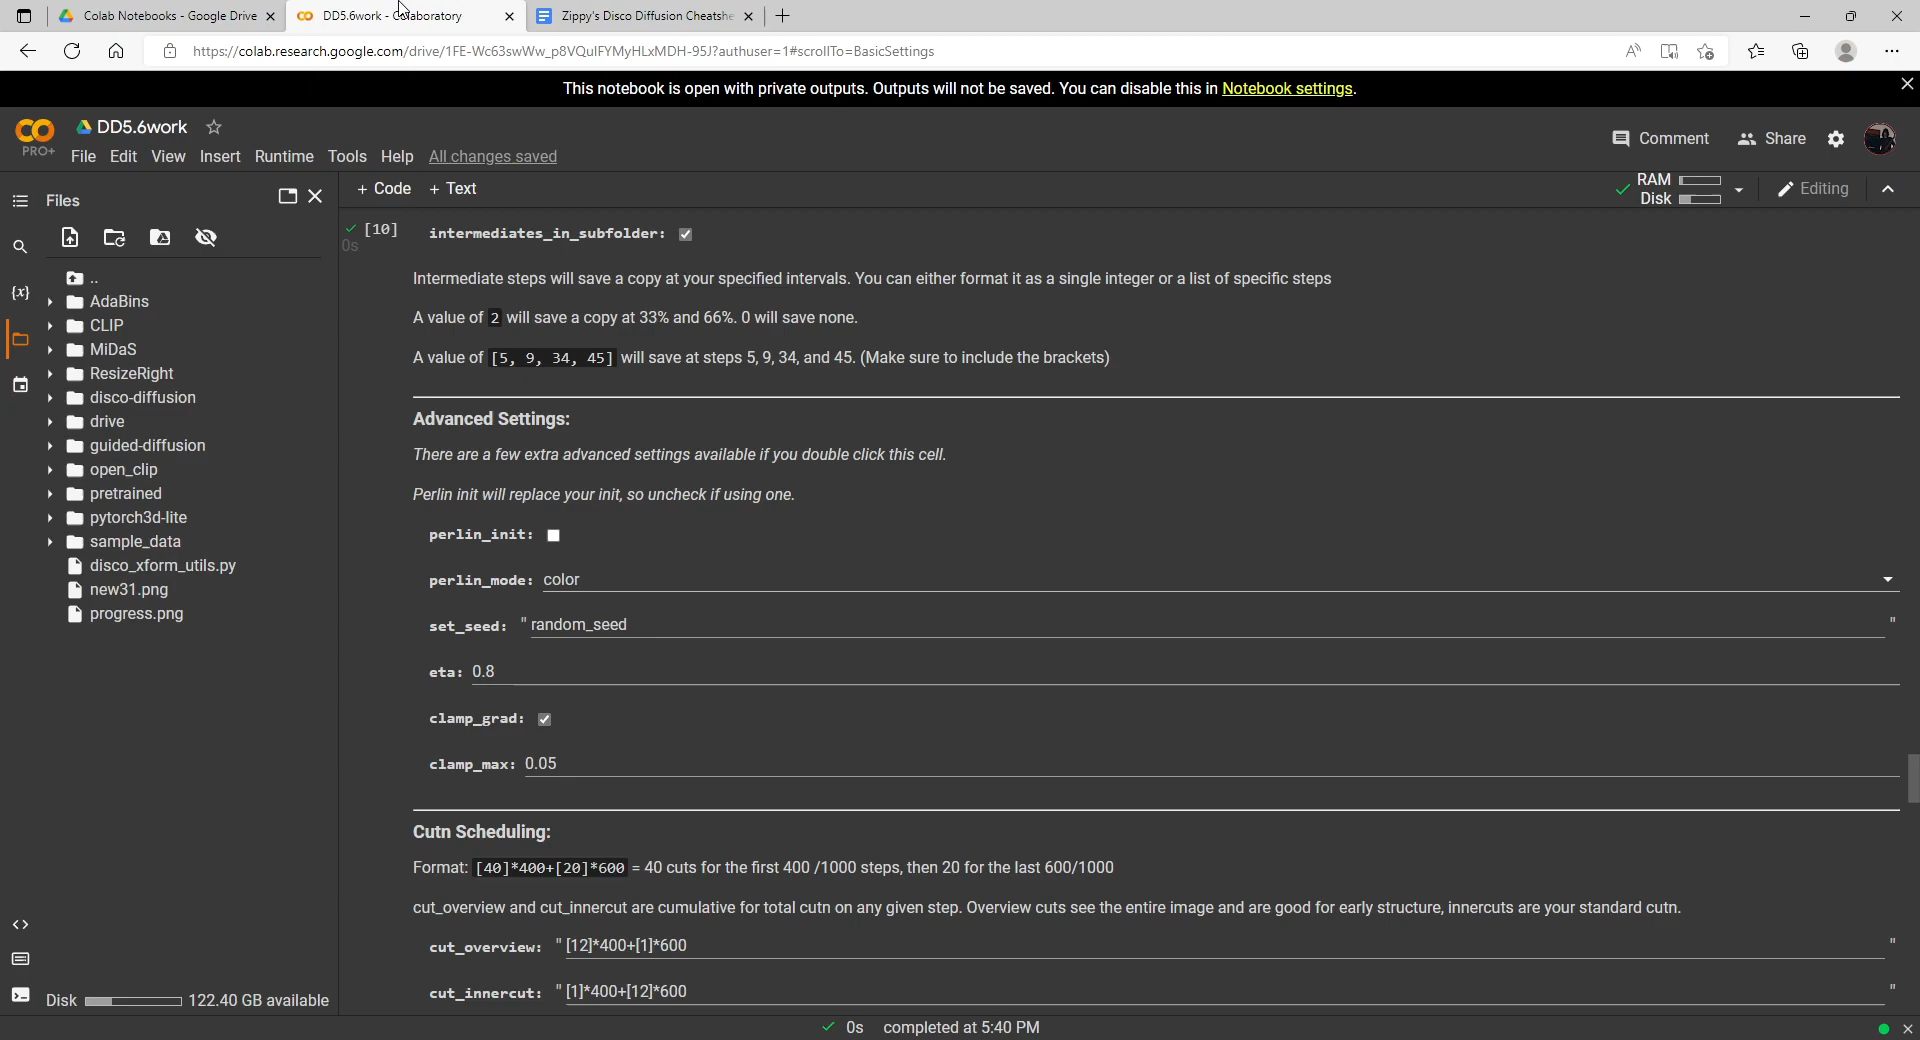 Colab Notebooks - Google Drive
DD5.6work - Colaboratory
Zippy's Disco Diffusion Cheatshe
https://colab.research.google.com/drive/1FE-Wc63swWw_p8VQuIFYMyHLxMDH-95J?authuser=1#scrollTo=BasicSettings
This notebook is open with private outputs. Outputs will not be saved. You can disable this in Notebook settings.
CO
PRO+
DD5.6work
File Edit View Insert Runtime Tools Help All changes saved
Comment Share
Files
+ Code + Text
RAM
Disk
Editing
[10]
0s
..
AdaBins
CLIP
MiDaS
ResizeRight
disco-diffusion
drive
guided-diffusion
open_clip
pretrained
pytorch3d-lite
sample_data
disco_xform_utils.py
new31.png
progress.png
{x}
<>
Disk 122.40 GB available
intermediates_in_subfolder:
Intermediate steps will save a copy at your specified intervals. You can either format it as a single integer or a list of specific steps
A value of 2 will save a copy at 33% and 66%. 0 will save none.
A value of [5, 9, 34, 45] will save at steps 5, 9, 34, and 45. (Make sure to include the brackets)
Advanced Settings:
There are a few extra advanced settings available if you double click this cell.
Perlin init will replace your init, so uncheck if using one.
perlin_init:
perlin_mode: color
set_seed: " random_seed "
eta: 0.8
clamp_grad:
clamp_max: 0.05
Cutn Scheduling:
Format: [40]*400+[20]*600 = 40 cuts for the first 400 /1000 steps, then 20 for the last 600/1000
cut_overview and cut_innercut are cumulative for total cutn on any given step. Overview cuts see the entire image and are good for early structure, innercuts are your standard cutn.
cut_overview: " [12]*400+[1]*600 "
cut_innercut: " [1]*400+[12]*600 "
0s completed at 5:40 PM